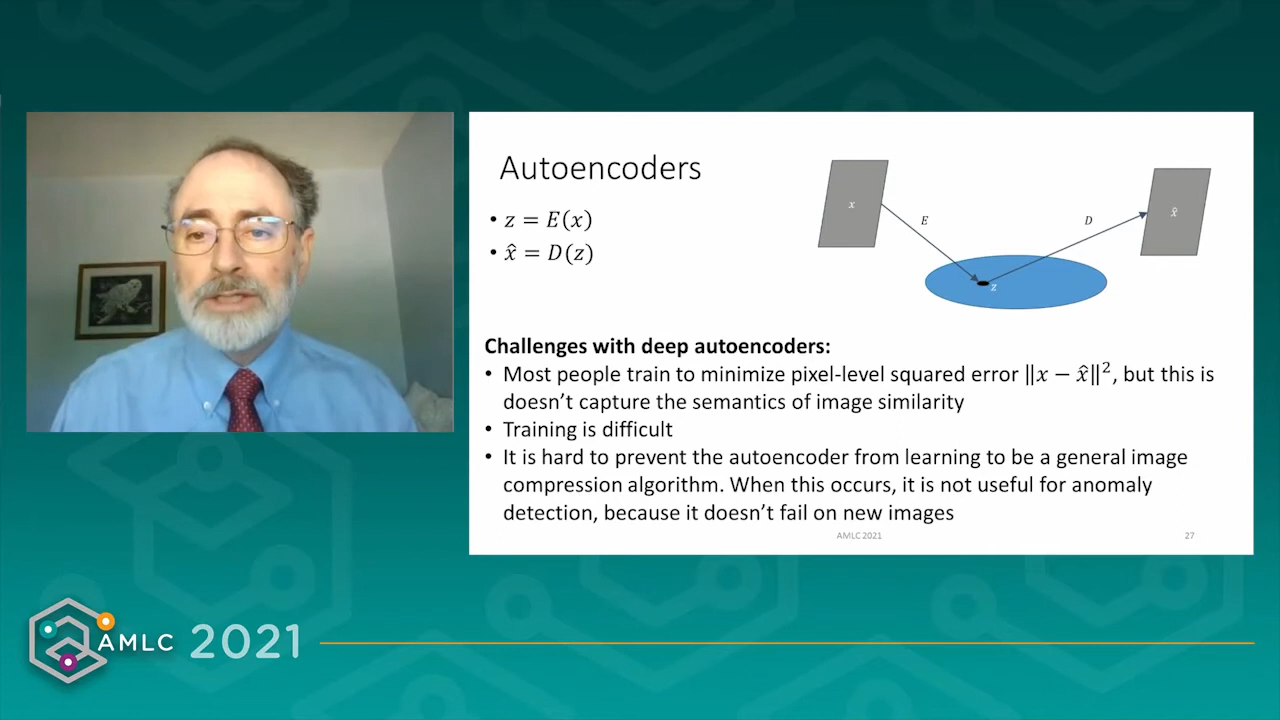 Autoencoders
• z = E(x)
• x̂ = D(z)
x
E
z
D
x̂
Challenges with deep autoencoders:
• Most people train to minimize pixel-level squared error ‖x − x̂‖², but this is
doesn't capture the semantics of image similarity
• Training is difficult
• It is hard to prevent the autoencoder from learning to be a general image
compression algorithm. When this occurs, it is not useful for anomaly
detection, because it doesn't fail on new images
AMLC 2021
27
AMLC 2021